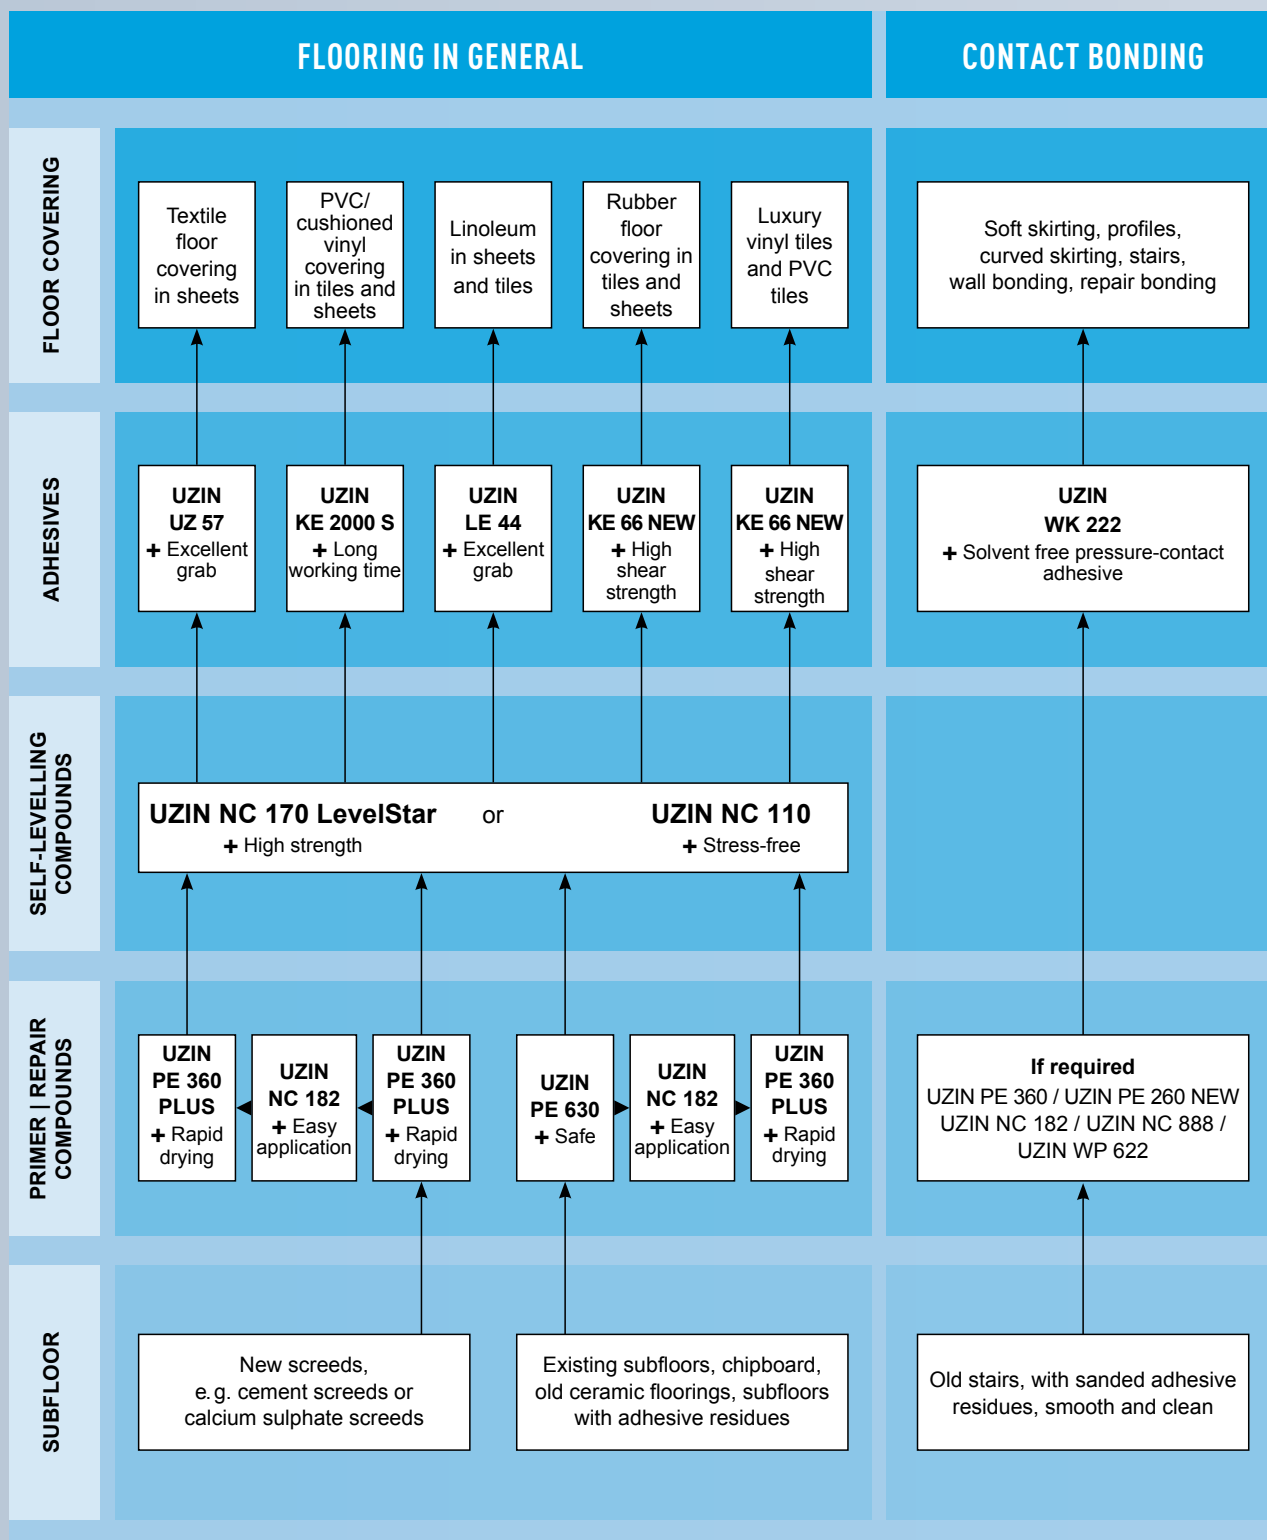 FLOORING IN GENERAL
CONTACT BONDING
FLOOR COVERING
Textile
floor
covering
in sheets
PVC/
cushioned
vinyl
covering
in tiles and
sheets
Linoleum
in sheets
and tiles
Rubber
floor
covering in
tiles and
sheets
Luxury
vinyl tiles
and PVC
tiles
Soft skirting, profiles,
curved skirting, stairs,
wall bonding, repair bonding
ADHESIVES
UZIN
UZ 57
+ Excellent
grab
UZIN
KE 2000 S
+ Long
working time
UZIN
LE 44
+ Excellent
grab
UZIN
KE 66 NEW
+ High
shear
strength
UZIN
KE 66 NEW
+ High
shear
strength
UZIN
WK 222
+ Solvent free pressure-contact
adhesive
SELF-LEVELLING
COMPOUNDS
UZIN NC 170 LevelStar
+ High strength
or
UZIN NC 110
+ Stress-free
PRIMER | REPAIR
COMPOUNDS
UZIN
PE 360
PLUS
+ Rapid
drying
UZIN
NC 182
+ Easy
application
UZIN
PE 360
PLUS
+ Rapid
drying
UZIN
PE 630
+ Safe
UZIN
NC 182
+ Easy
application
UZIN
PE 360
PLUS
+ Rapid
drying
If required
UZIN PE 360 / UZIN PE 260 NEW
UZIN NC 182 / UZIN NC 888 /
UZIN WP 622
SUBFLOOR
New screeds,
e.g. cement screeds or
calcium sulphate screeds
Existing subfloors, chipboard,
old ceramic floorings, subfloors
with adhesive residues
Old stairs, with sanded adhesive
residues, smooth and clean